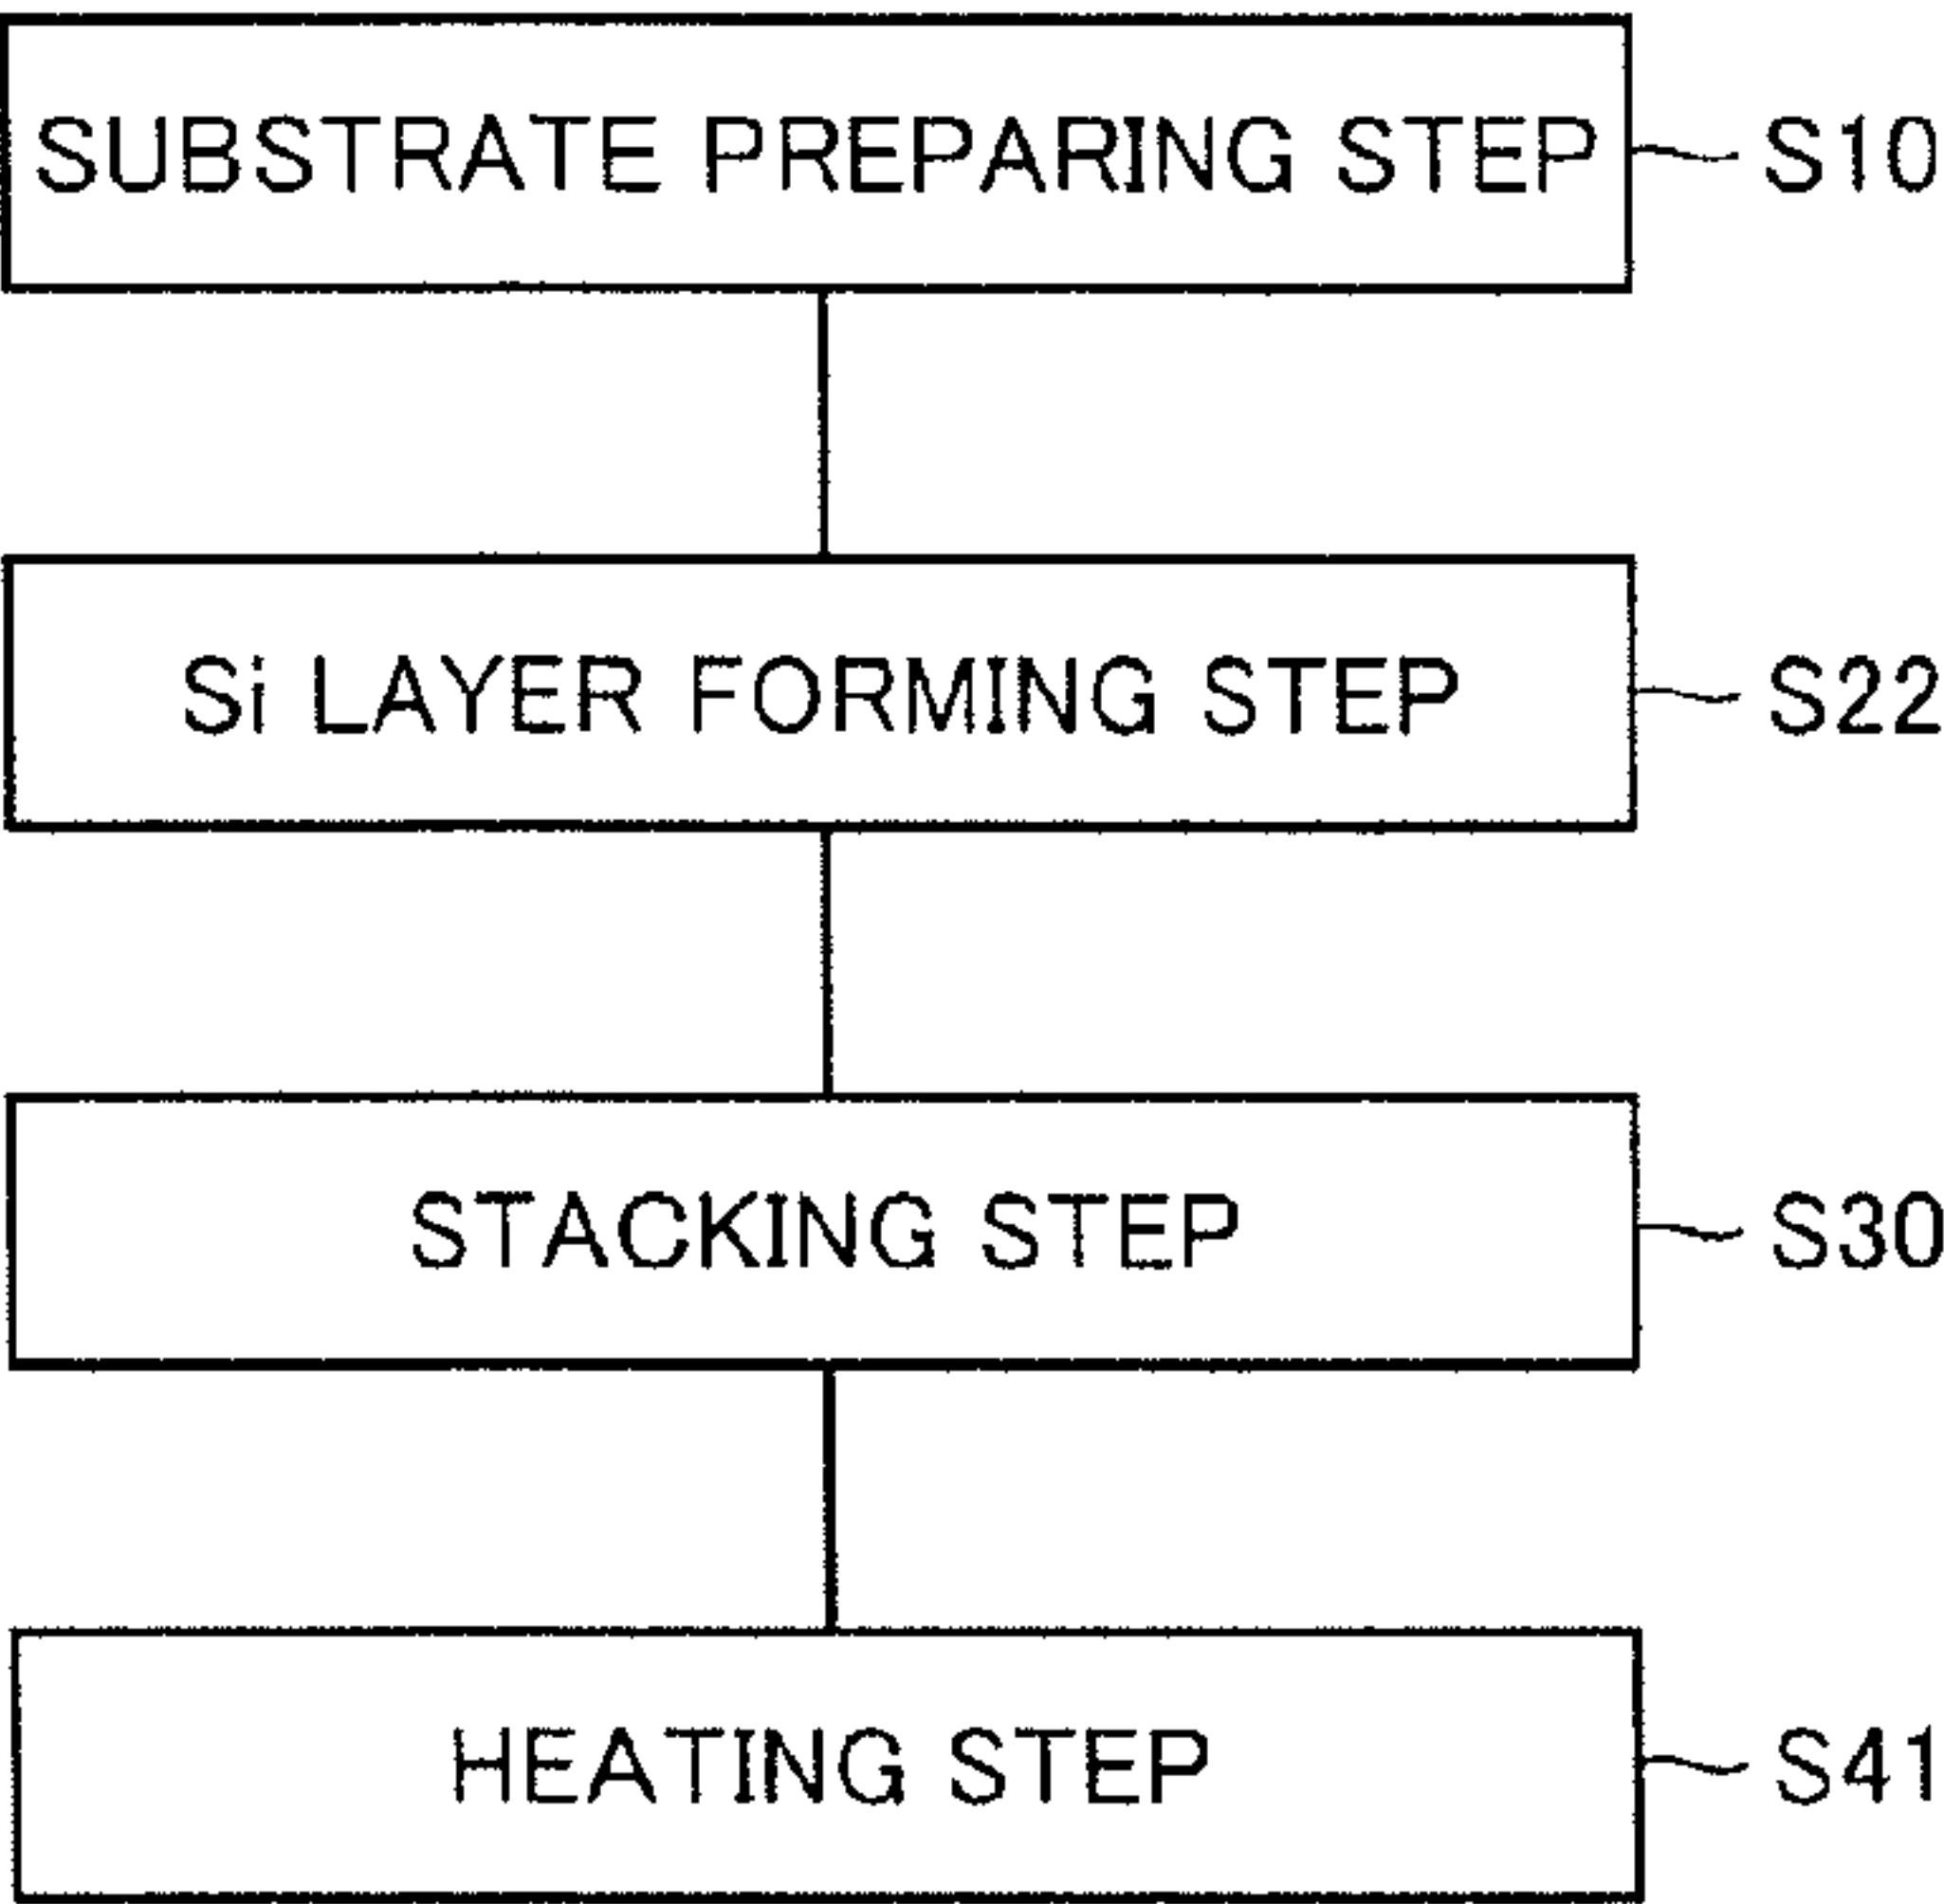 SUBSTRATE PREPARING STEP S10
Si LAYER FORMING STEP S22
STACKING STEP S30
HEATING STEP S41